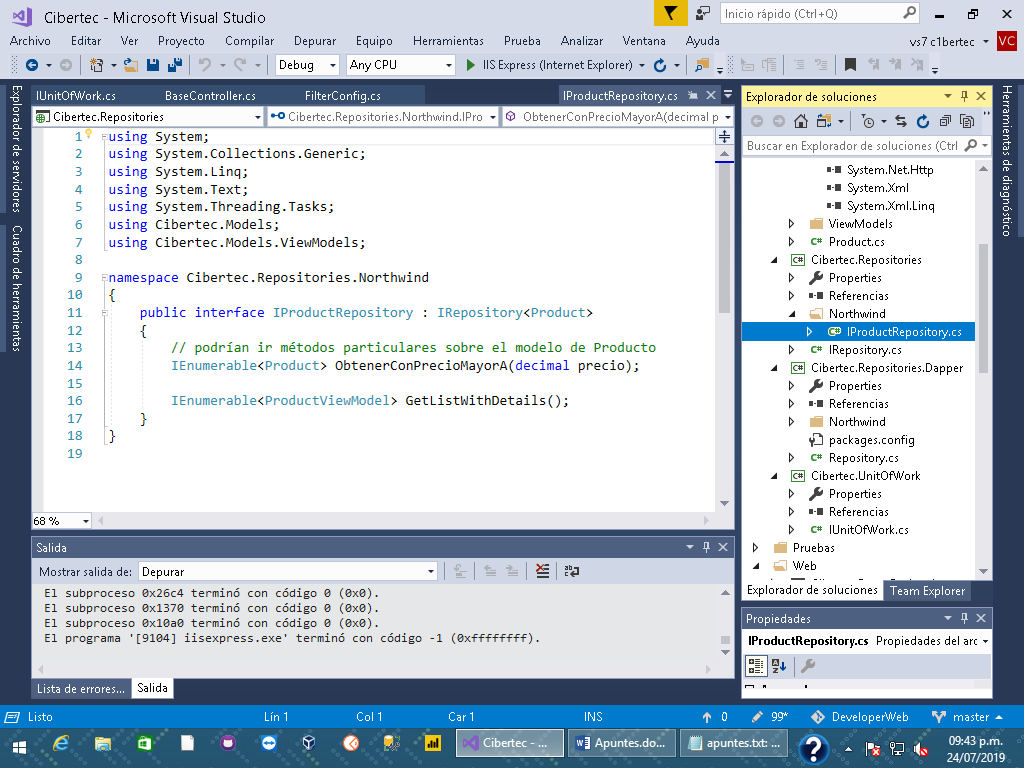 Cibertec - Microsoft Visual Studio
Inicio rápido (Ctrl+Q)
Archivo Editar Ver Proyecto Compilar Depurar Equipo Herramientas Prueba Analizar Ventana Ayuda
vs7 c1bertec VC
Debug Any CPU IIS Express (Internet Explorer)
Explorador de servidores
Cuadro de herramientas
IUnitOfWork.cs BaseController.cs FilterConfig.cs IProductRepository.cs
Cibertec.Repositories Cibertec.Repositories.Northwind.IPro ObtenerConPrecioMayorA(decimal p
1 using System;
2 using System.Collections.Generic;
3 using System.Linq;
4 using System.Text;
5 using System.Threading.Tasks;
6 using Cibertec.Models;
7 using Cibertec.Models.ViewModels;
8
9 namespace Cibertec.Repositories.Northwind
10 {
11 public interface IProductRepository : IRepository<Product>
12 {
13 // podrían ir métodos particulares sobre el modelo de Producto
14 IEnumerable<Product> ObtenerConPrecioMayorA(decimal precio);
15
16 IEnumerable<ProductViewModel> GetListWithDetails();
17 }
18 }
19
68 %
Salida
Mostrar salida de: Depurar
El subproceso 0x26c4 terminó con código 0 (0x0).
El subproceso 0x1370 terminó con código 0 (0x0).
El subproceso 0x10a0 terminó con código 0 (0x0).
El programa '[9104] iisexpress.exe' terminó con código -1 (0xffffffff).
Lista de errores... Salida
Explorador de soluciones
Buscar en Explorador de soluciones (Ctrl
System.Net.Http
System.Xml
System.Xml.Linq
ViewModels
C# Product.cs
C# Cibertec.Repositories
Properties
Referencias
Northwind
C# IProductRepository.cs
C# IRepository.cs
C# Cibertec.Repositories.Dapper
Properties
Referencias
Northwind
packages.config
C# Repository.cs
C# Cibertec.UnitOfWork
Properties
Referencias
C# IUnitOfWork.cs
Pruebas
Web
Explorador de soluciones Team Explorer
Propiedades
IProductRepository.cs Propiedades del arc
Herramientas de diagnóstico
Listo Lín 1 Col 1 Car 1 INS 0 99* DeveloperWeb master
Cibertec - ... Apuntes.do... apuntes.txt: ...
09:43 p.m.
24/07/2019